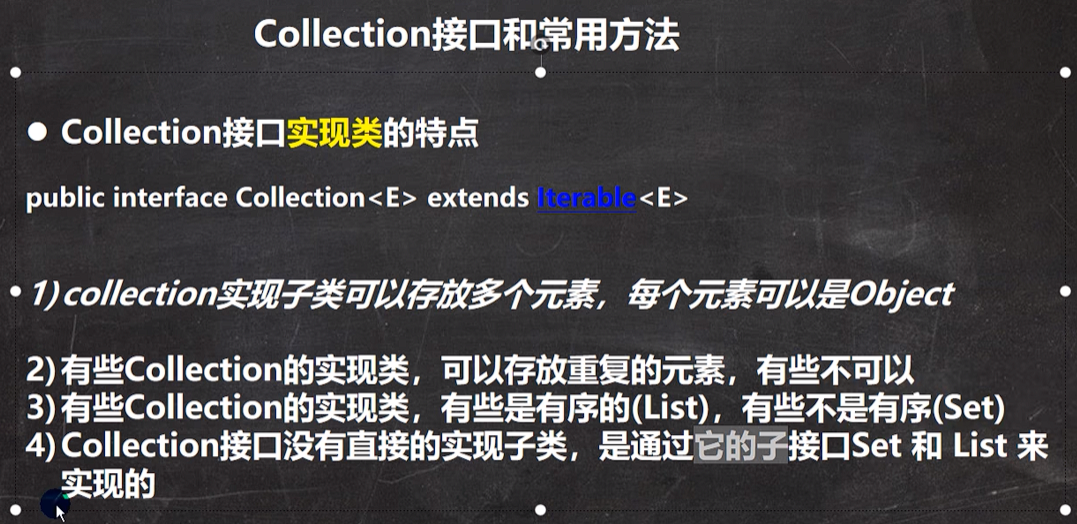 Collection接口和常用方法
● Collection接口实现类的特点
public interface Collection<E> extends Iterable<E>
• 1)collection实现子类可以存放多个元素，每个元素可以是Object
2)有些Collection的实现类，可以存放重复的元素，有些不可以
3)有些Collection的实现类，有些是有序的(List)，有些不是有序(Set)
4)Collection接口没有直接的实现子类，是通过它的子接口Set 和 List 来
实现的